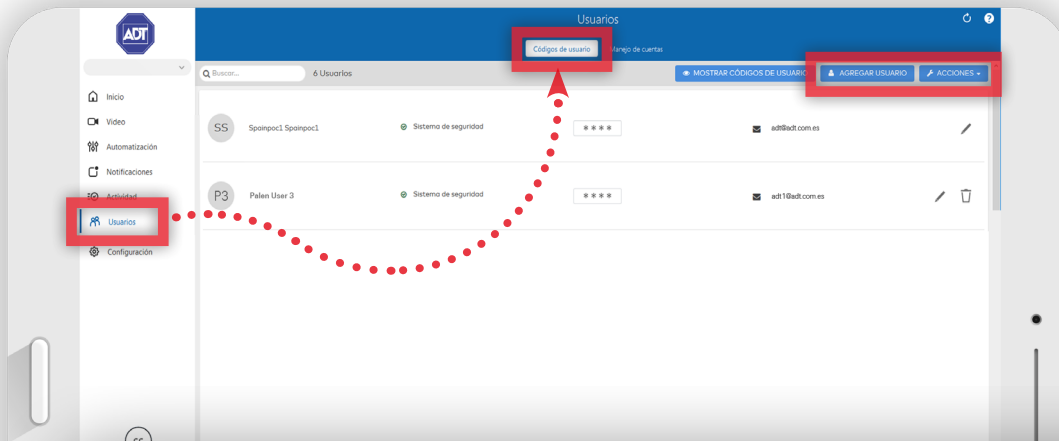 ADT
Usuarios
Códigos de usuario
Manejo de cuentas
Buscar...
6 Usuarios
MOSTRAR CÓDIGOS DE USUARIO
AGREGAR USUARIO
ACCIONES
Inicio
Video
Automatización
Notificaciones
Actividad
Usuarios
Configuración
SS
Spainpoc1 Spainpoc1
Sistema de seguridad
****
adt@adt.com.es
P3
Palen User 3
Sistema de seguridad
****
adt1@adt.com.es
SS